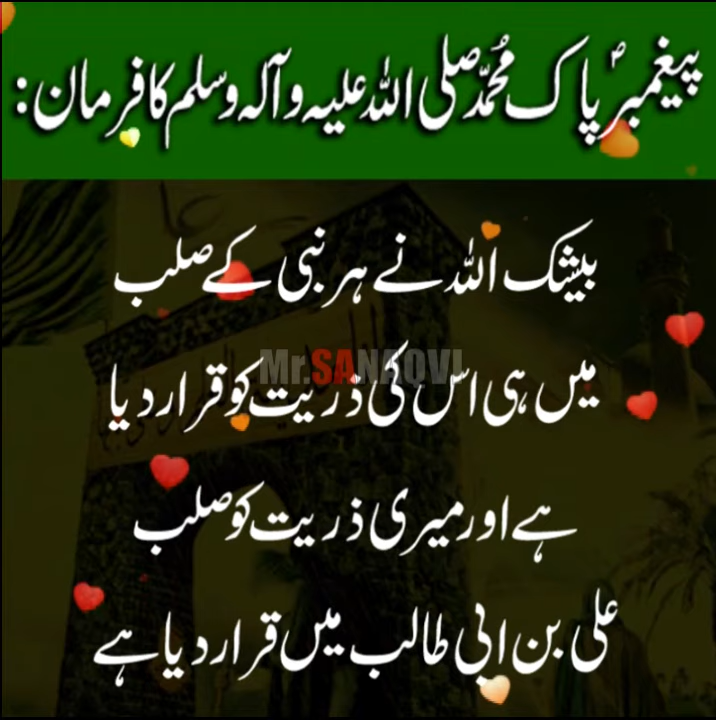 پیغمبرؐ پاک محمدؐ صلی اللہ علیہ وآلہ وسلم کا فرمان:
بیشک اللہ نے ہر نبی کے صلب
Mr.SANAQVI
میں ہی اس کی ذریت کو قرار دیا
ہے اور میری ذریت کو صلب
علی بن ابی طالب میں قرار دیا ہے